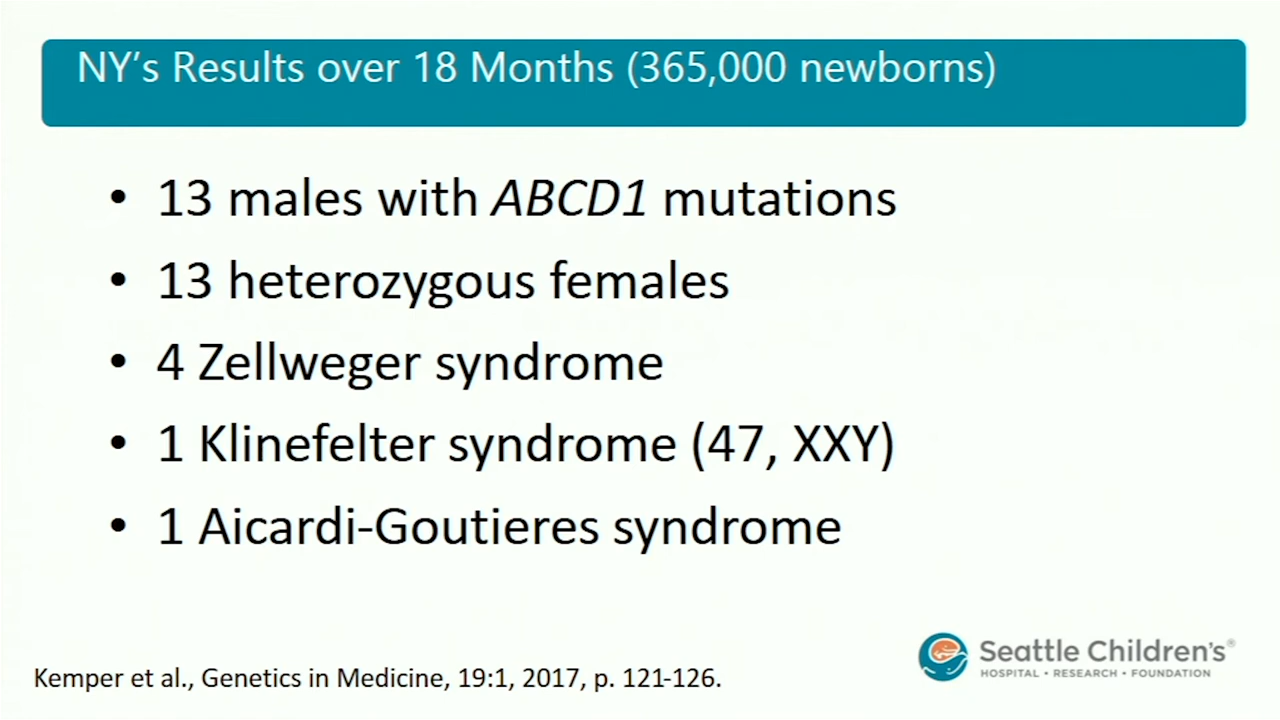 NY's Results over 18 Months (365,000 newborns)
• 13 males with ABCD1 mutations
• 13 heterozygous females
• 4 Zellweger syndrome
• 1 Klinefelter syndrome (47, XXY)
• 1 Aicardi-Goutieres syndrome
Seattle Children's®
HOSPITAL • RESEARCH • FOUNDATION
Kemper et al., Genetics in Medicine, 19:1, 2017, p. 121-126.